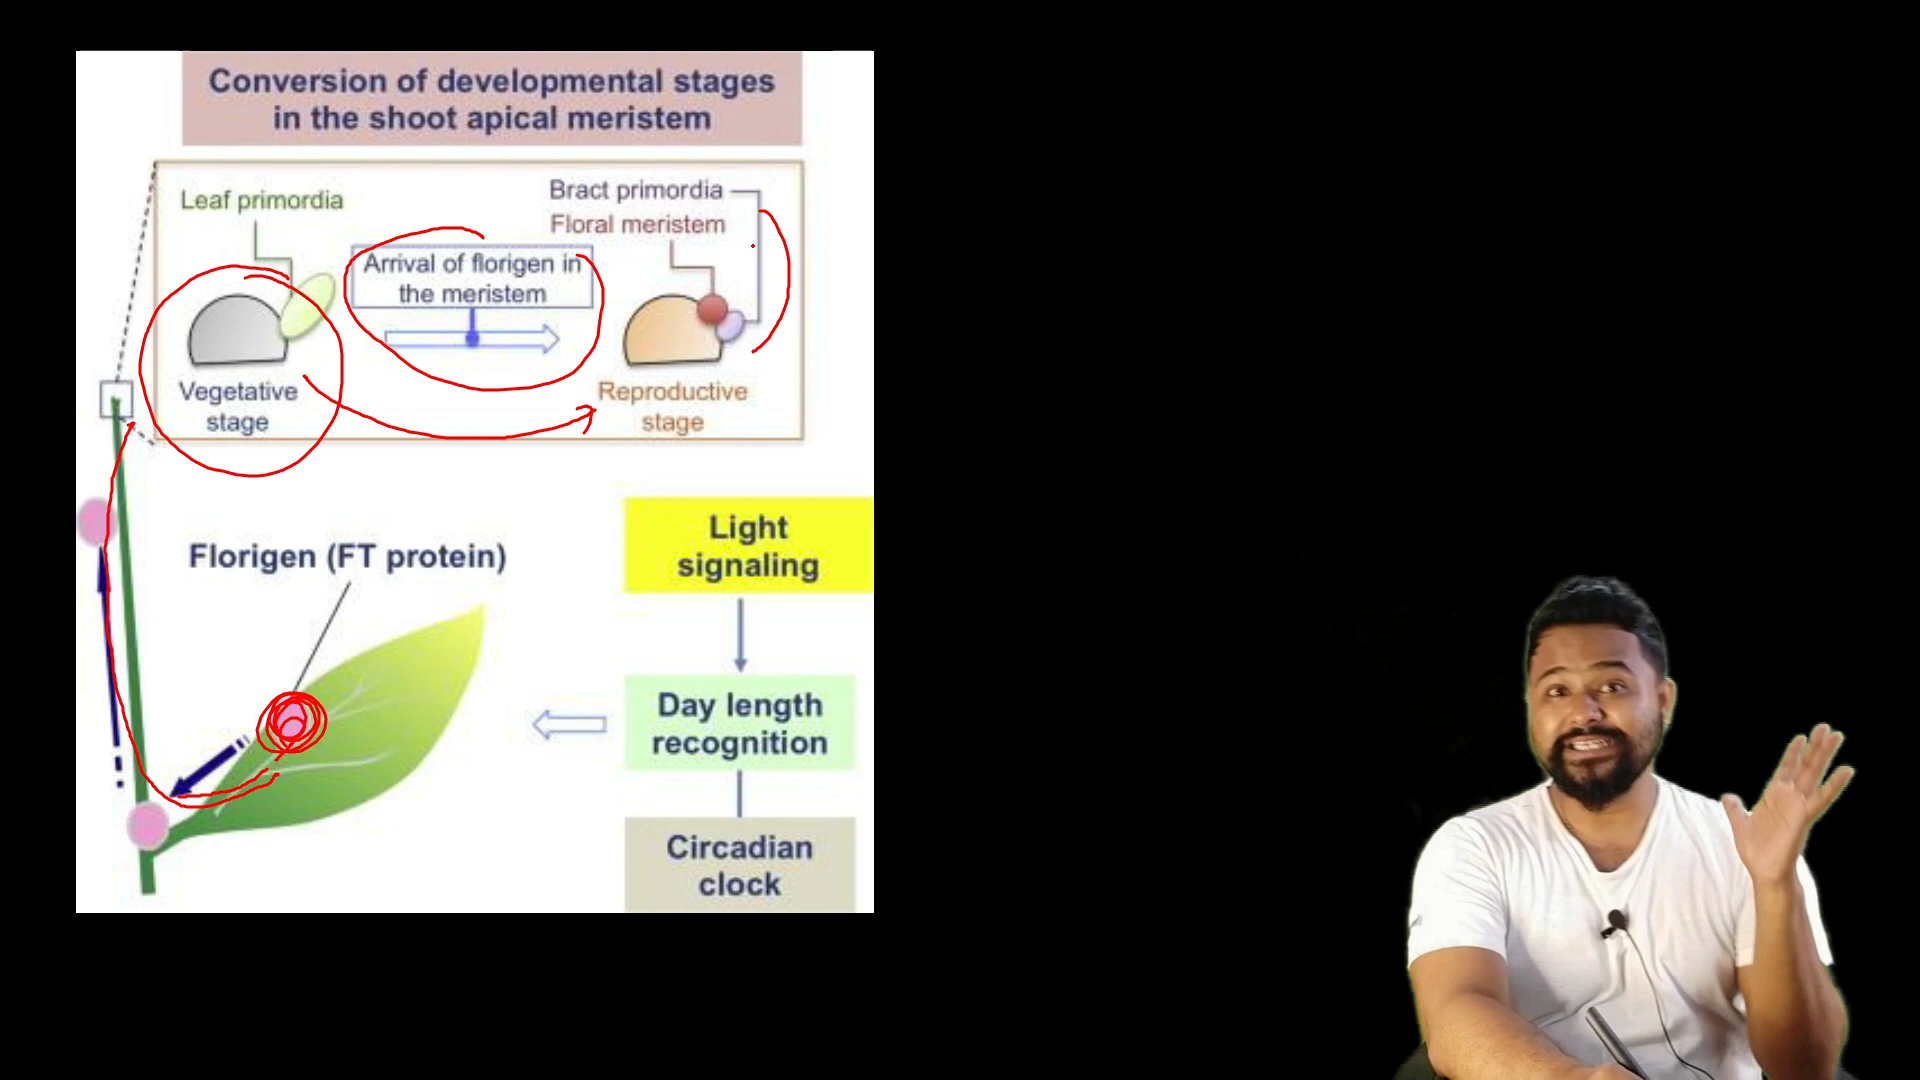 Conversion of developmental stages
in the shoot apical meristem
Leaf primordia
Bract primordia
Floral meristem
Arrival of florigen in
the meristem
Vegetative
stage
Reproductive
stage
Florigen (FT protein)
Light
signaling
Day length
recognition
Circadian
clock